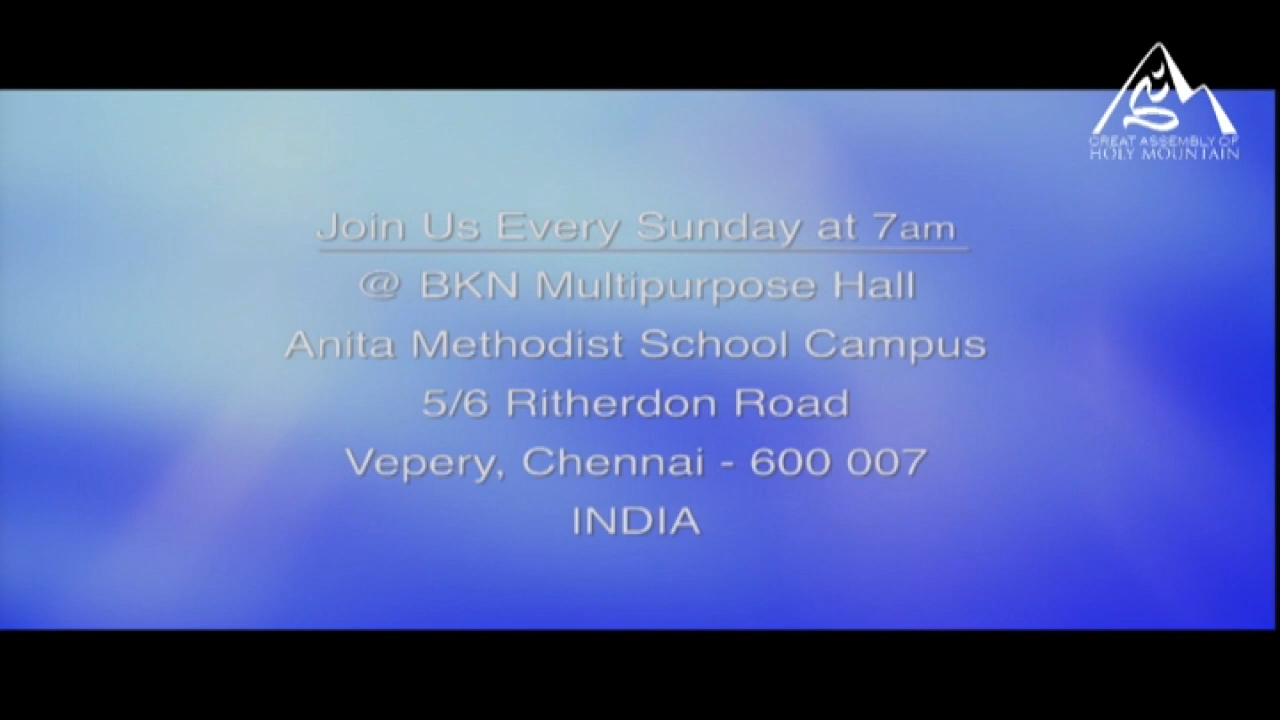 GREAT ASSEMBLY OF
HOLY MOUNTAIN
Join Us Every Sunday at 7am
@ BKN Multipurpose Hall
Anita Methodist School Campus
5/6 Ritherdon Road
Vepery, Chennai - 600 007
INDIA